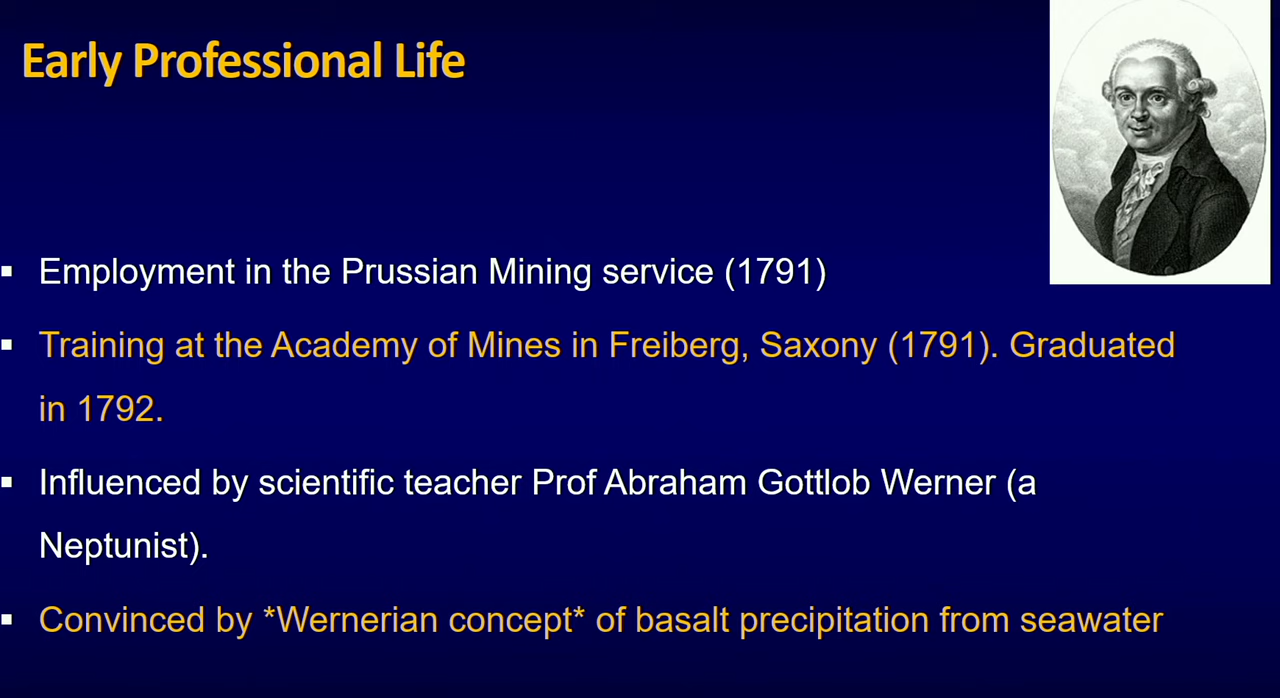 Early Professional Life
▪ Employment in the Prussian Mining service (1791)
▪ Training at the Academy of Mines in Freiberg, Saxony (1791). Graduated
in 1792.
▪ Influenced by scientific teacher Prof Abraham Gottlob Werner (a
Neptunist).
▪ Convinced by *Wernerian concept* of basalt precipitation from seawater